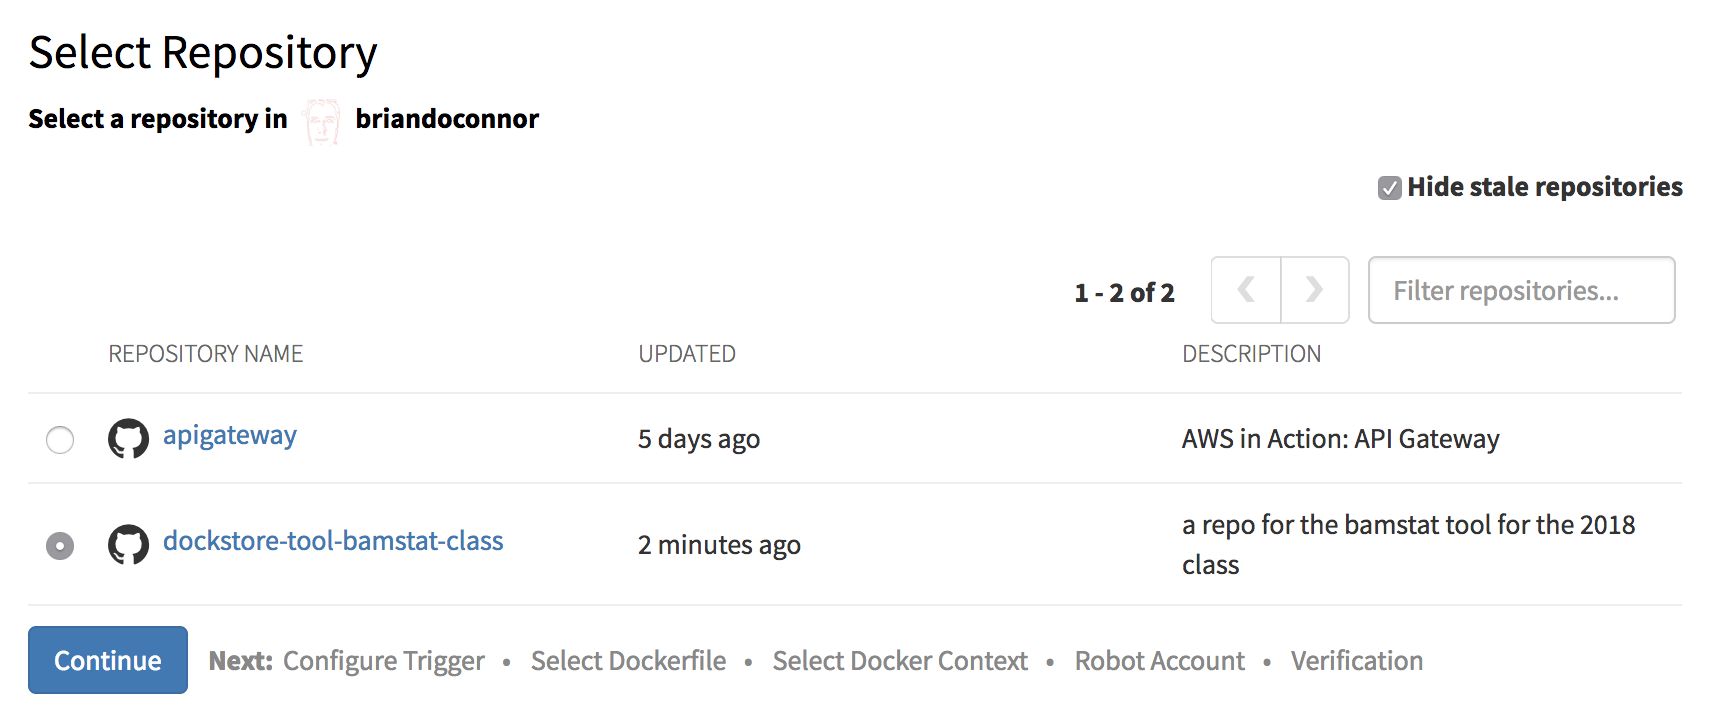 Select Repository
Select a repository in briandoconnor
Hide stale repositories
1 - 2 of 2 Filter repositories...
REPOSITORY NAME UPDATED DESCRIPTION
apigateway 5 days ago AWS in Action: API Gateway
dockstore-tool-bamstat-class 2 minutes ago a repo for the bamstat tool for the 2018
class
Continue Next: Configure Trigger • Select Dockerfile • Select Docker Context • Robot Account • Verification